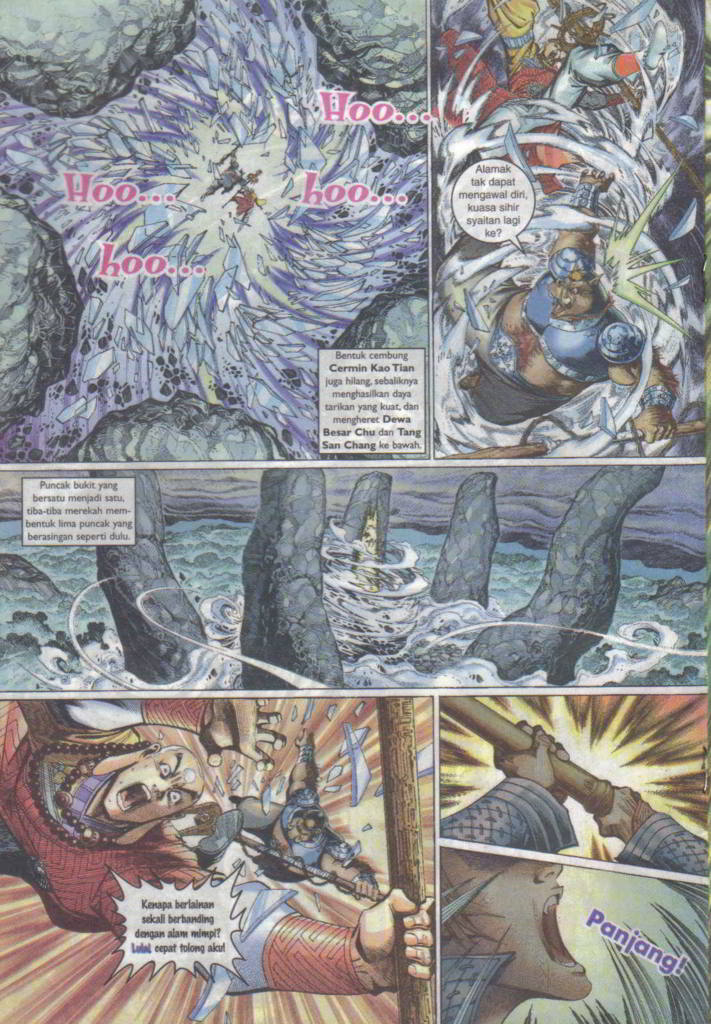 Hoo...
Hoo...
hoo...
hoo...
Bentuk cembung
Cermin Kao Tian
juga hilang, sebaliknya
menghasilkan daya
tarikan yang kuat, dan
mengheret Dewa
Besar Chu dan Tang
San Chang ke bawah.
Alamak
tak dapat
mengawal diri,
kuasa sihir
syaitan lagi
ke?
Puncak bukit yang
bersatu menjadi satu,
tiba-tiba merekah mem-
bentuk lima puncak yang
berasingan seperti dulu.
Kenapa berlainan
sekali berbanding
dengan alam mimpi?
Lulal cepat tolong aku!
Panjang!